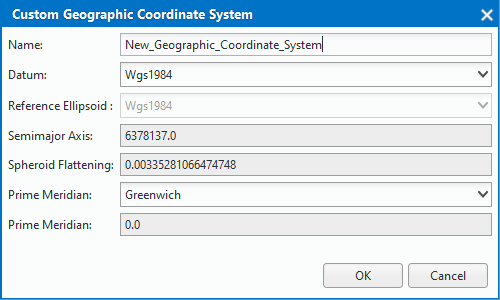 Custom Geographic Coordinate System
Name: New_Geographic_Coordinate_System
Datum: Wgs1984
Reference Ellipsoid : Wgs1984
Semimajor Axis: 6378137.0
Spheroid Flattening: 0.00335281066474748
Prime Meridian: Greenwich
Prime Meridian: 0.0
OK Cancel